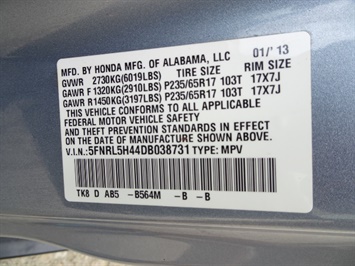 MFD. BY HONDA MFG. OF ALABAMA, LLC 01/'13
GVWR 2730KG(6019LBS) TIRE SIZE RIM SIZE
GAWR F 1320KG(2910LBS) P235/65R17 103T 17X7J
GAWR R1450KG(3197LBS) P235/65R17 103T 17X7J
THIS VEHICLE CONFORMS TO ALL APPLICABLE
FEDERAL MOTOR VEHICLE SAFETY AND THEFT
PREVENTION STANDARDS IN EFFECT ON THE DATE
OF MANUFACTURE SHOWN ABOVE.
V.I.N:5FNRL5H44DB038731 TYPE: MPV
TK8 D AB5 -B564M -B -B